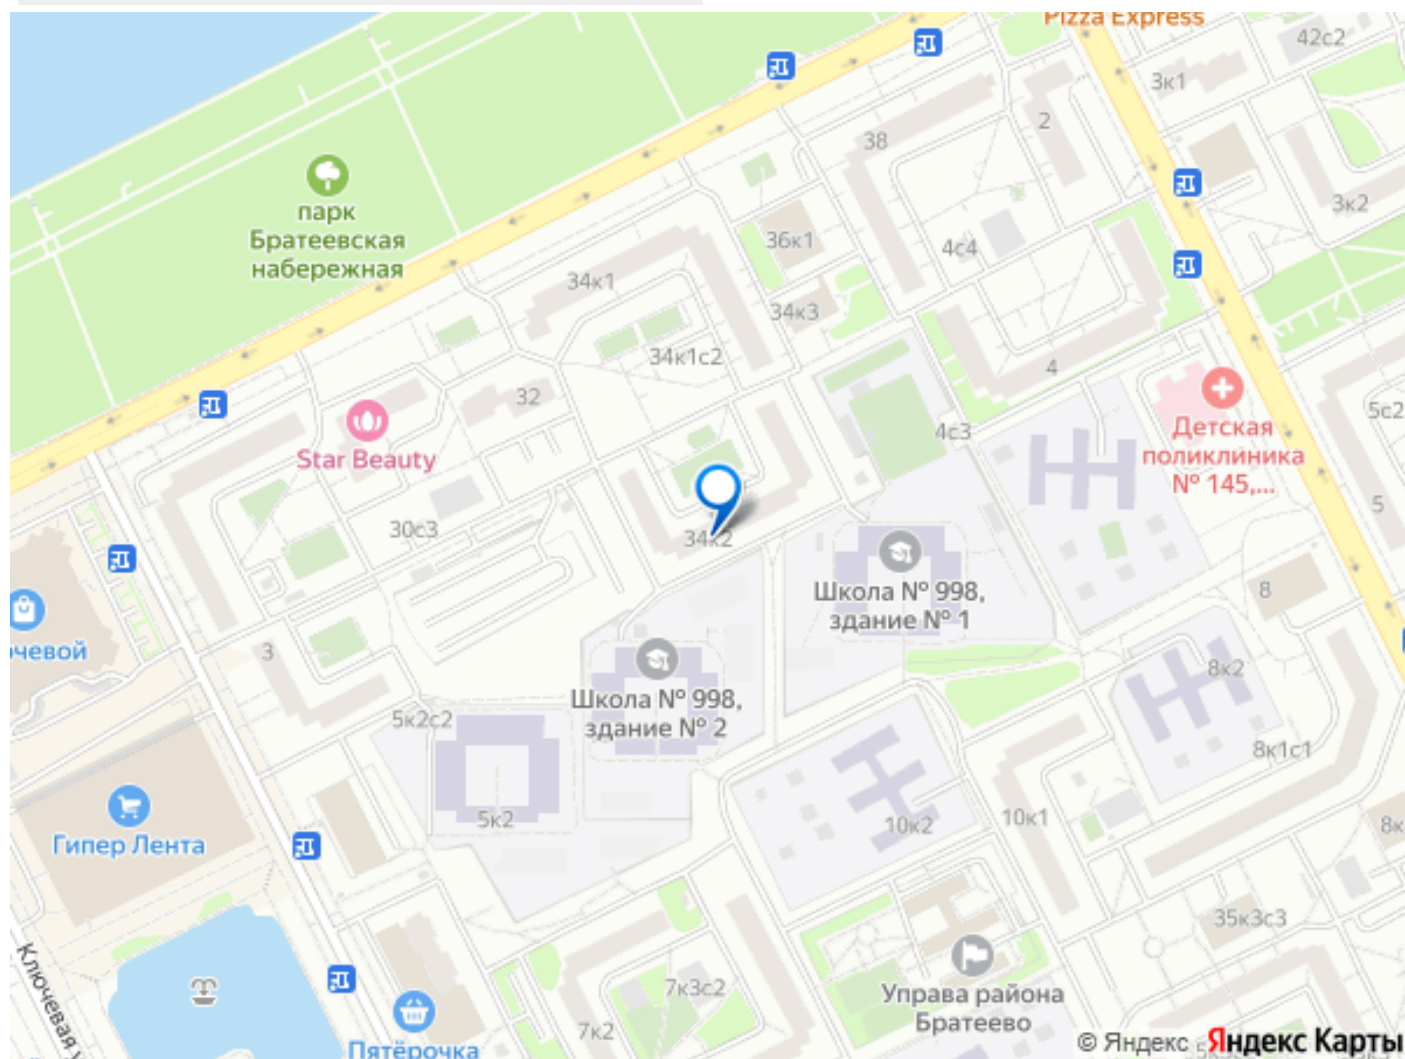 Pizza Express
42с2
3к1
2
38
парк
Братеевская
набережная
3к2
36к1
4с4
34к1
34к3
34к1с2
4
32
5с2
Star Beauty
4с3
Детская
поликлиника
№ 145,...
30с3
34к2
5
Школа № 998,
здание № 1
8
чевой
3
Школа № 998,
здание № 2
8к2
5к2с2
8к1с1
Гипер Лента
5к2
10к2
10к1
8к
35к3с3
Ключевая у
7к3с2
Управа района
Братеево
7к2
Пятёрочка
© Яндекс Яндекс Карты